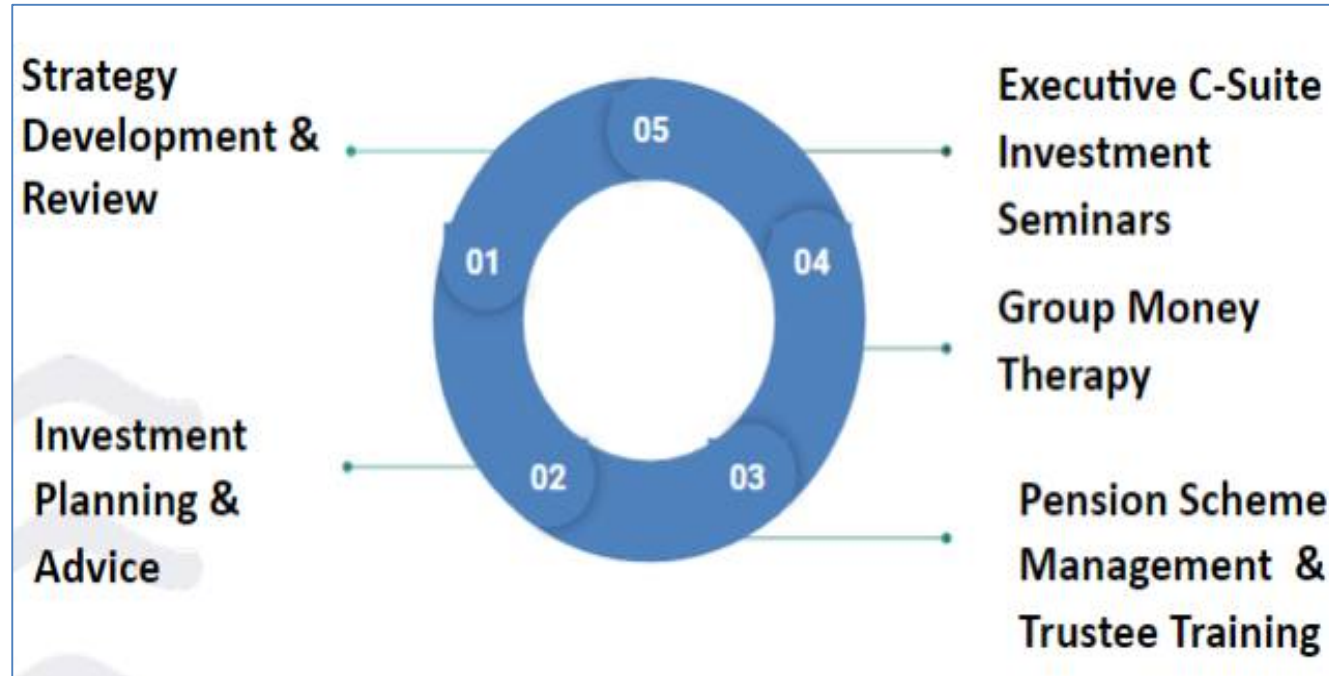 Strategy
Development &
Review
Investment
Planning &
Advice
05
01
04
02
03
Executive C-Suite
Investment
Seminars
Group Money
Therapy
Pension Scheme
Management &
Trustee Training